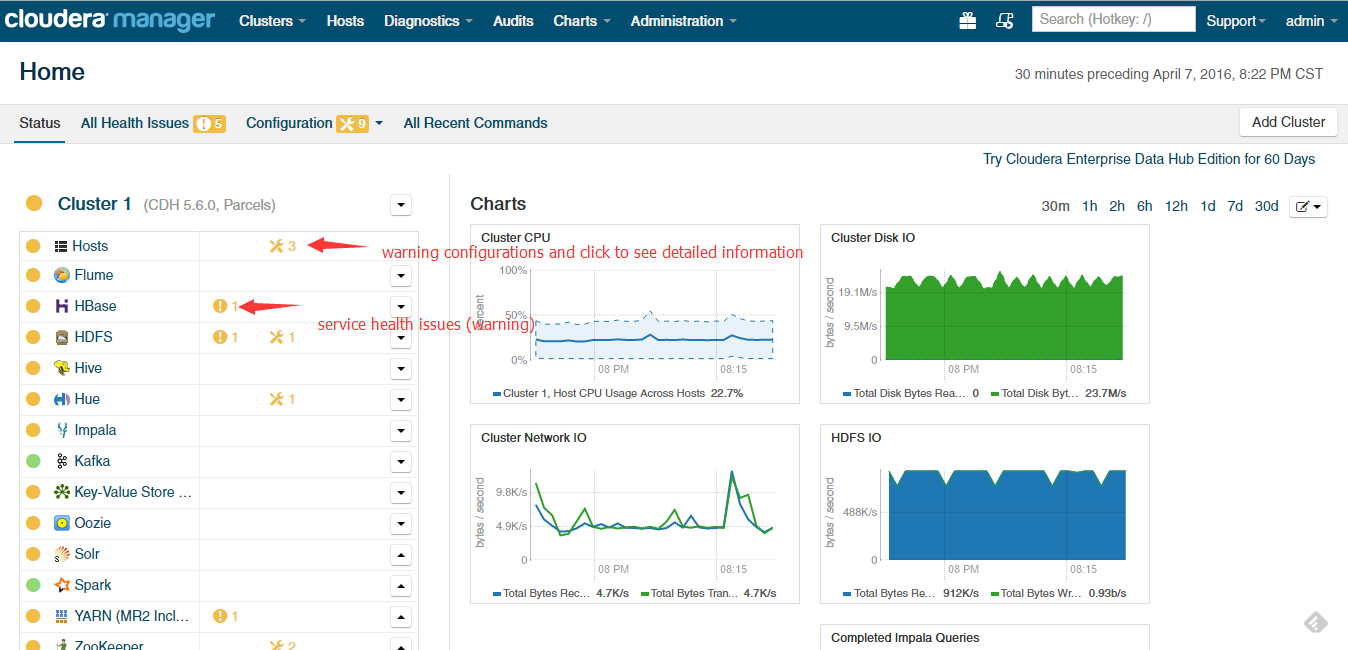 cloudera manager Clusters Hosts Diagnostics Audits Charts Administration Search (Hotkey: /) Support admin
Home
30 minutes preceding April 7, 2016, 8:22 PM CST
Status All Health Issues 5 Configuration 9 All Recent Commands Add Cluster
Try Cloudera Enterprise Data Hub Edition for 60 Days
Cluster 1 (CDH 5.6.0, Parcels)
Hosts 3
Flume
HBase 1
HDFS 1 1
Hive
Hue 1
Impala
Kafka
Key-Value Store ...
Oozie
Solr
Spark
YARN (MR2 Incl... 1
ZooKeeper 2
warning configurations and click to see detailed information
service health issues (warning)
Charts
30m 1h 2h 6h 12h 1d 7d 30d
Cluster CPU
percent
100%
50%
0%
08 PM 08:15
Cluster 1, Host CPU Usage Across Hosts 22.7%
Cluster Disk IO
bytes / second
19.1M/s
9.5M/s
0
08 PM 08:15
Total Disk Bytes Rea... 0 Total Disk Byt... 23.7M/s
Cluster Network IO
bytes / second
9.8K/s
4.9K/s
0
08 PM 08:15
Total Bytes Rec... 4.7K/s Total Bytes Tran... 4.7K/s
HDFS IO
bytes / second
488K/s
0
08 PM 08:15
Total Bytes Re... 912K/s Total Bytes Wr... 0.93b/s
Completed Impala Queries